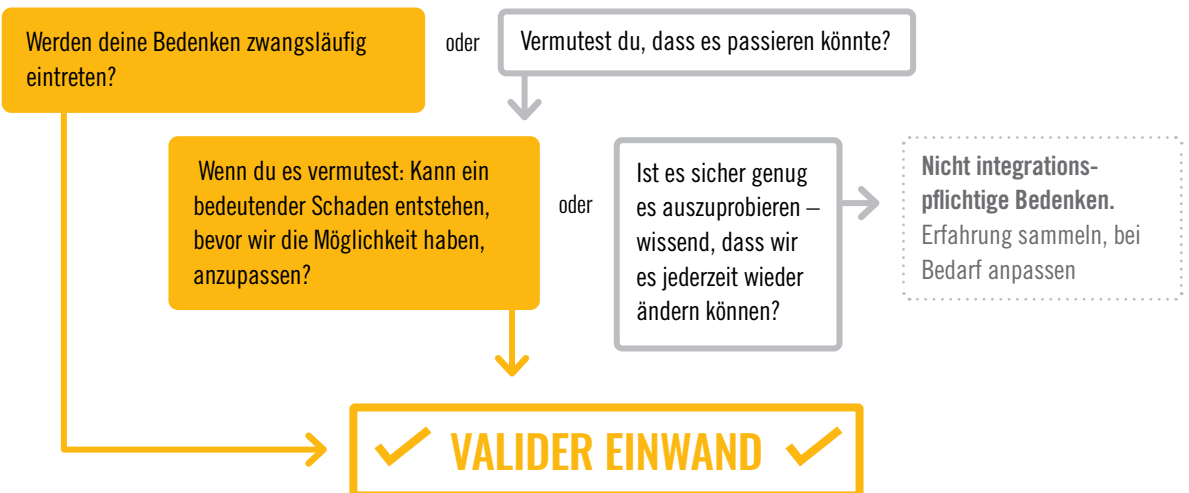 Werden deine Bedenken zwangsläufig
eintreten?
oder
Vermutest du, dass es passieren könnte?
Wenn du es vermutest: Kann ein
bedeutender Schaden entstehen,
bevor wir die Möglichkeit haben,
anzupassen?
oder
Ist es sicher genug
es auszuprobieren –
wissend, dass wir
es jederzeit wieder
ändern können?
Nicht integrations-
pflichtige Bedenken.
Erfahrung sammeln, bei
Bedarf anpassen
VALIDER EINWAND